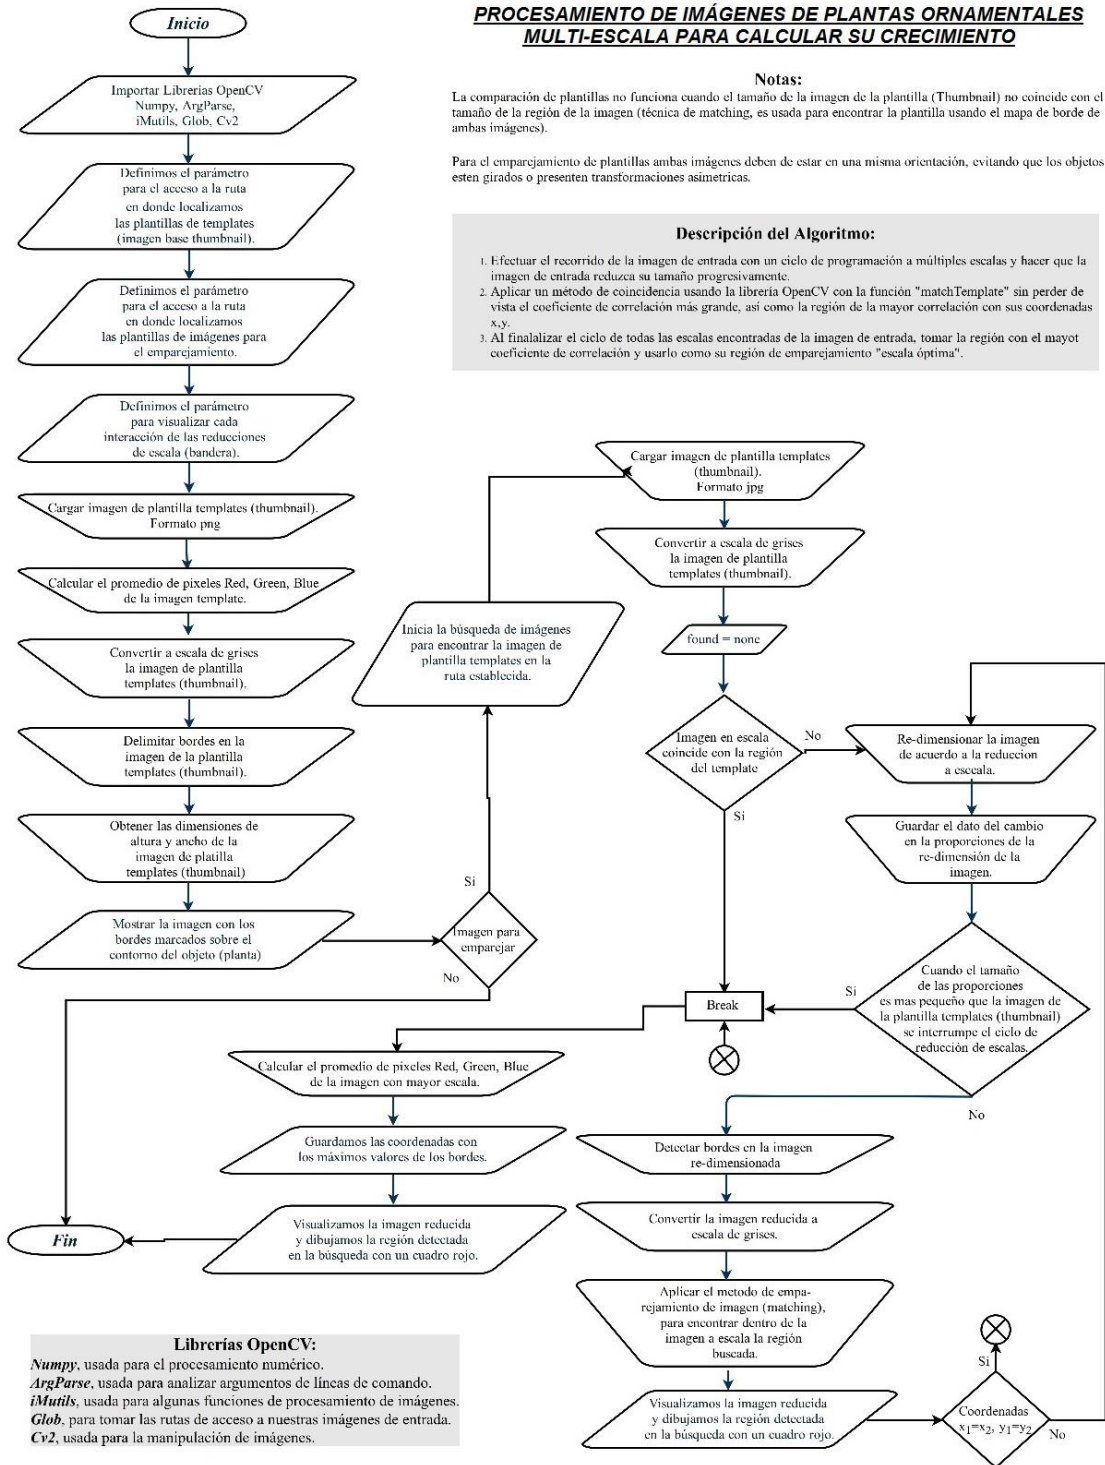 PROCESAMIENTO DE IMÁGENES DE PLANTAS ORNAMENTALES
MULTI-ESCALA PARA CALCULAR SU CRECIMIENTO
Notas:
La comparación de plantillas no funciona cuando el tamaño de la imagen de la plantilla (Thumbnail) no coincide con el
tamaño de la región de la imagen (técnica de matching, es usada para encontrar la plantilla usando el mapa de borde de
ambas imágenes).
Para el emparejamiento de plantillas ambas imágenes deben de estar en una misma orientación, evitando que los objetos
esten girados o presenten transformaciones asimetricas.
Descripción del Algoritmo:
1. Efectuar el recorrido de la imagen de entrada con un ciclo de programación a múltiples escalas y hacer que la
imagen de entrada reduzca su tamaño progresivamente.
2. Aplicar un método de coincidencia usando la librería OpenCV con la función "matchTemplate" sin perder de
vista el coeficiente de correlación más grande, así como la región de la mayor correlación con sus coordenadas
x,y.
3. Al finalalizar el ciclo de todas las escalas encontradas de la imagen de entrada, tomar la región con el mayot
coeficiente de correlación y usarlo como su región de emparejamiento "escala óptima".
Inicio
Importar Librerias OpenCV
Numpy, ArgParse,
iMutils, Glob, Cv2
Definimos el parámetro
para el acceso a la ruta
en donde localizamos
las plantillas de templates
(imagen base thumbnail).
Definimos el parámetro
para el acceso a la ruta
en donde localizamos
las plantillas de imágenes para
el emparejamiento.
Definimos el parámetro
para visualizar cada
interacción de las reducciones
de escala (bandera).
Cargar imagen de plantilla templates (thumbnail).
Formato png
Calcular el promedio de pixeles Red, Green, Blue
de la imagen template.
Convertir a escala de grises
la imagen de plantilla
templates (thumbnail).
Delimitar bordes en la
imagen de la plantilla
templates (thumbnail).
Obtener las dimensiones de
altura y ancho de la
imagen de platilla
templates (thumbnail)
Mostrar la imagen con los
bordes marcados sobre el
contorno del objeto (planta)
Imagen para
emparejar
Si
No
Inicia la búsqueda de imágenes
para encontrar la imagen de
plantilla templates en la
ruta establecida.
Cargar imagen de plantilla templates
(thumbnail).
Formato jpg
Convertir a escala de grises
la imagen de plantilla
templates (thumbnail).
found = none
Imagen en escala
coincide con la región
del template
No
Si
Re-dimensionar la imagen
de acuerdo a la reduccion
a esccala.
Guardar el dato del cambio
en la proporciones de la
re-dimensión de la
imagen.
Cuando el tamaño
de las proporciones
es mas pequeño que la imagen de
la plantilla templates (thumbnail)
se interrumpe el ciclo de
reducción de escalas.
Si
No
Break
Calcular el promedio de pixeles Red, Green, Blue
de la imagen con mayor escala.
Guardamos las coordenadas con
los máximos valores de los bordes.
Visualizamos la imagen reducida
y dibujamos la región detectada
en la búsqueda con un cuadro rojo.
Fin
Detectar bordes en la imagen
re-dimensionada
Convertir la imagen reducida a
escala de grises.
Aplicar el metodo de empa-
rejamiento de imagen (matching),
para encontrar dentro de la
imagen a escala la región
buscada.
Visualizamos la imagen reducida
y dibujamos la región detectada
en la búsqueda con un cuadro rojo.
Coordenadas
x₁=x₂, y₁=y₂
Si
No
Librerías OpenCV:
Numpy, usada para el procesamiento numérico.
ArgParse, usada para analizar argumentos de líneas de comando.
iMutils, usada para algunas funciones de procesamiento de imágenes.
Glob, para tomar las rutas de acceso a nuestras imágenes de entrada.
Cv2, usada para la manipulación de imágenes.